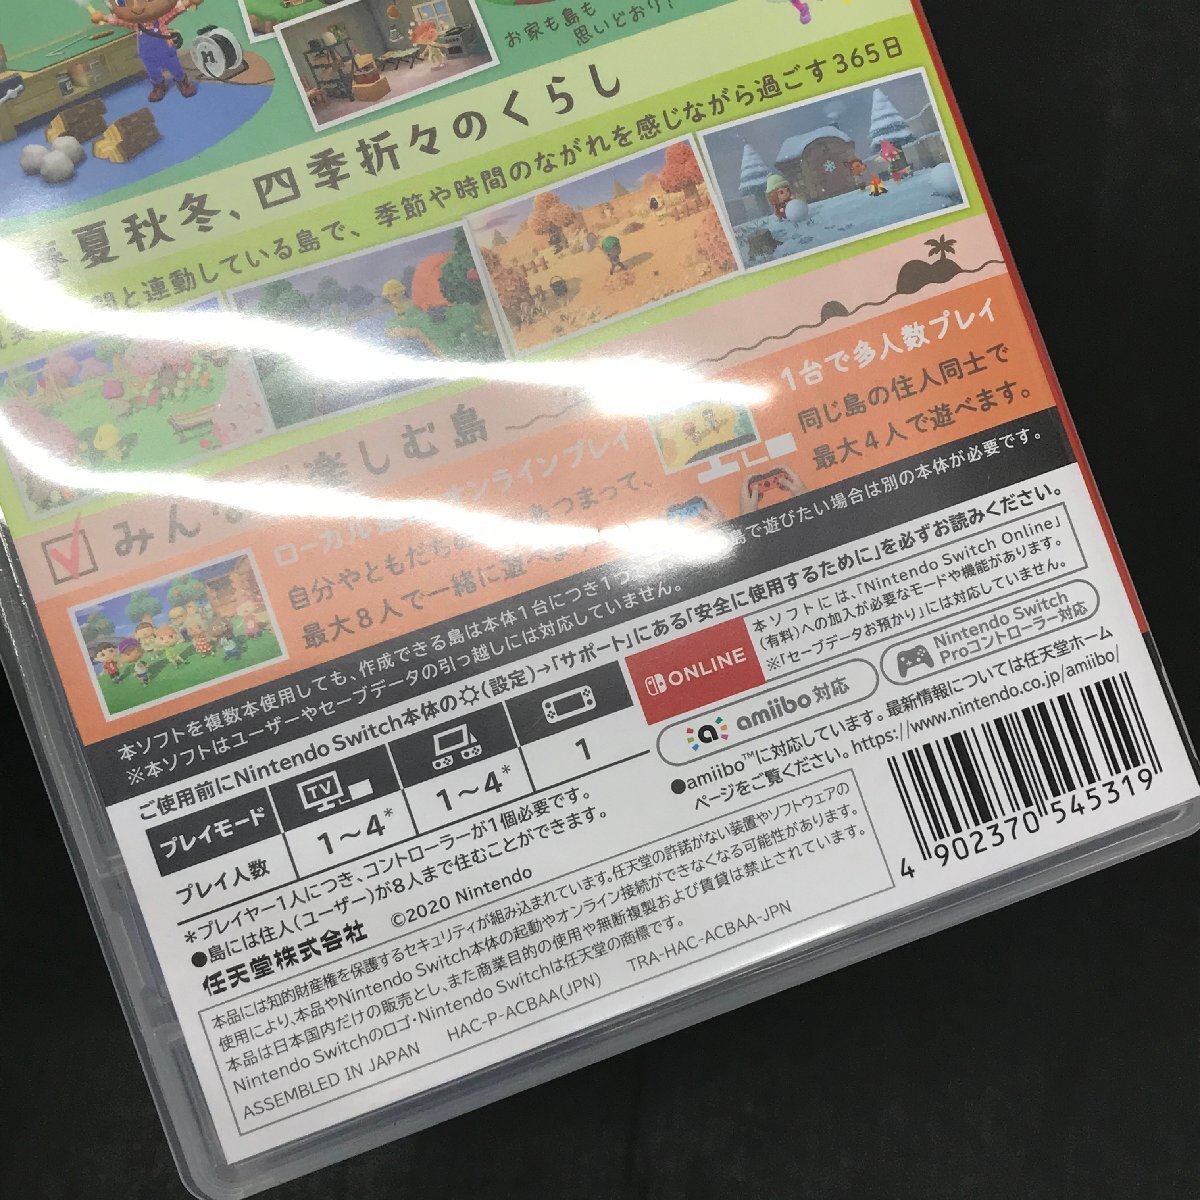 お家も島も
思いどおり!
春夏秋冬、四季折々のくらし
間と連動している島で、季節や時間のながれを感じながら過ごす365日
みん 楽しむ島
ローカル オンラインプレイ
自分やともだちの あつまって、
最大8人で一緒に遊べます
1台で多人数プレイ
同じ島の住人同士で
最大4人で遊べます。
本ソフトを複数本使用しても、作成できる島は本体1台につき1つ 島で遊びたい場合は別の本体が必要です。
※本ソフトはユーザーやセーブデータの引っ越しには対応していません。
ご使用前にNintendo Switch本体の(設定)→「サポート」にある「安全に使用するために」を必ずお読みください。
プレイモード TV
プレイ人数 1～4* 1～4* 1
*プレイヤー1人につき、コントローラーが1個必要です。
●島には住人(ユーザー)が8人まで住むことができます。
ONLINE
本ソフトには、「Nintendo Switch Online」
(有料)への加入が必要なモードや機能があります。
※「セーブデータお預かり」には対応していません。
amiibo対応
Nintendo Switch
Proコントローラー対応
●amiibo™に対応しています。最新情報については任天堂ホーム
ページをご覧ください。https://www.nintendo.co.jp/amiibo/
任天堂株式会社 ©2020 Nintendo
本品には知的財産権を保護するセキュリティが組み込まれています。任天堂の許諾がない装置やソフトウェアの
使用により、本品やNintendo Switch本体の起動やオンライン接続ができなくなる可能性があります。
本品は日本国内だけの販売とし、また商業目的の使用や無断複製および賃貸は禁止されています。
Nintendo Switchのロゴ・Nintendo Switchは任天堂の商標です。
ASSEMBLED IN JAPAN HAC-P-ACBAA(JPN) TRA-HAC-ACBAA-JPN
4 902370 545319